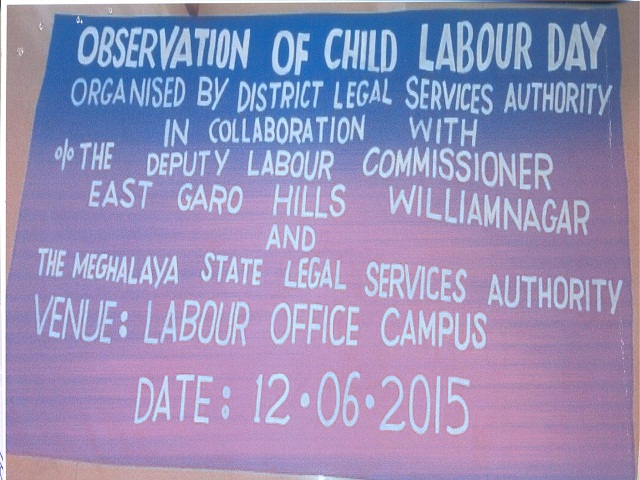 OBSERVATION OF CHILD LABOUR DAY
ORGANISED BY DISTRICT LEGAL SERVICES AUTHORITY
IN COLLABORATION WITH
o/o THE DEPUTY LABOUR COMMISSIONER
EAST GARO HILLS WILLIAMNAGAR
AND
THE MEGHALAYA STATE LEGAL SERVICES AUTHORITY
VENUE: LABOUR OFFICE CAMPUS
DATE: 12.06.2015